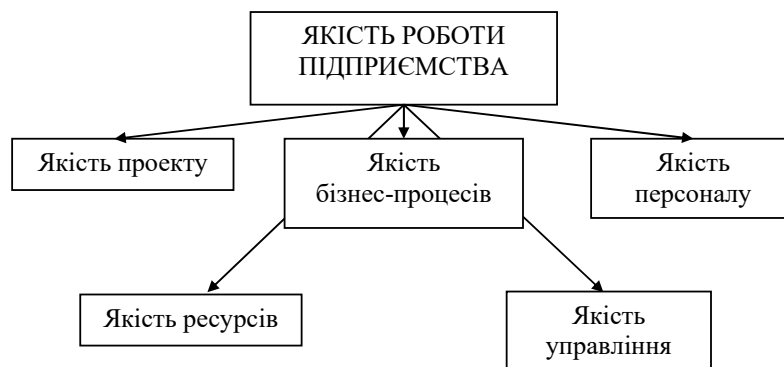 ЯКІСТЬ РОБОТИ
ПІДПРИЄМСТВА
Якість проекту
Якість
бізнес-процесів
Якість
персоналу
Якість ресурсів
Якість
управління